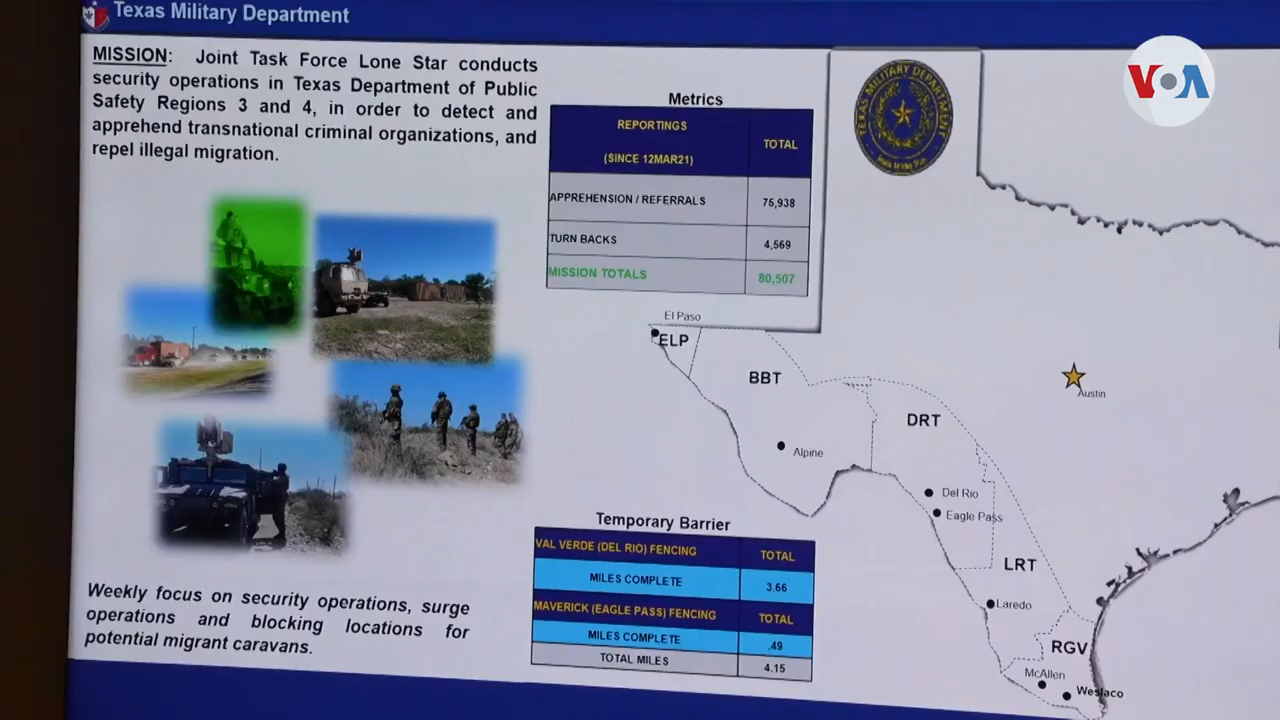 Texas Military Department
VOA
MISSION: Joint Task Force Lone Star conducts
security operations in Texas Department of Public
Safety Regions 3 and 4, in order to detect and
apprehend transnational criminal organizations, and
repel illegal migration.
Metrics
REPORTINGS
(SINCE 12MAR21)
TOTAL
APPREHENSION / REFERRALS 75,938
TURN BACKS 4,569
MISSION TOTALS 80,507
TEXAS MILITARY DEPARTMENT
El Paso
ELP
BBT
Alpine
Austin
DRT
Del Rio
Eagle Pass
LRT
Laredo
RGV
McAllen
Weslaco
Temporary Barrier
VAL VERDE (DEL RIO) FENCING TOTAL
MILES COMPLETE 3.66
MAVERICK (EAGLE PASS) FENCING TOTAL
MILES COMPLETE .49
TOTAL MILES 4.15
Weekly focus on security operations, surge
operations and blocking locations for
potential migrant caravans.